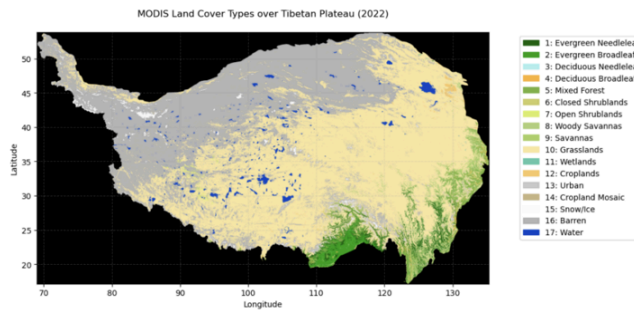 MODIS Land Cover Types over Tibetan Plateau (2022)
50
45
40
35
30
25
20
Latitude
70
80
90
100
110
120
130
Longitude
1: Evergreen Needlelea
2: Evergreen Broadleaf
3: Deciduous Needlelea
4: Deciduous Broadleaf
5: Mixed Forest
6: Closed Shrublands
7: Open Shrublands
8: Woody Savannas
9: Savannas
10: Grasslands
11: Wetlands
12: Croplands
13: Urban
14: Cropland Mosaic
15: Snow/Ice
16: Barren
17: Water